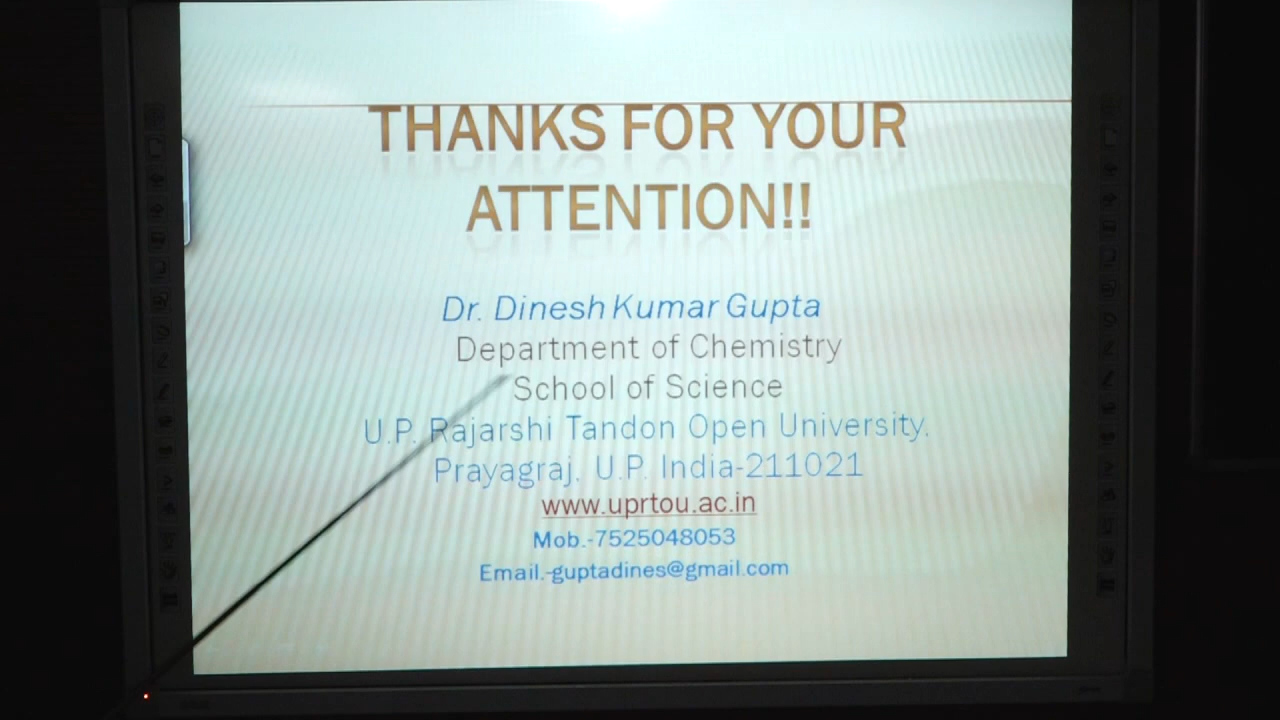 THANKS FOR YOUR
ATTENTION!!
Dr. Dinesh Kumar Gupta
Department of Chemistry
School of Science
U.P. Rajarshi Tandon Open University,
Prayagraj, U.P. India-211021
www.uprtou.ac.in
Mob.-7525048053
Email.-guptadines@gmail.com